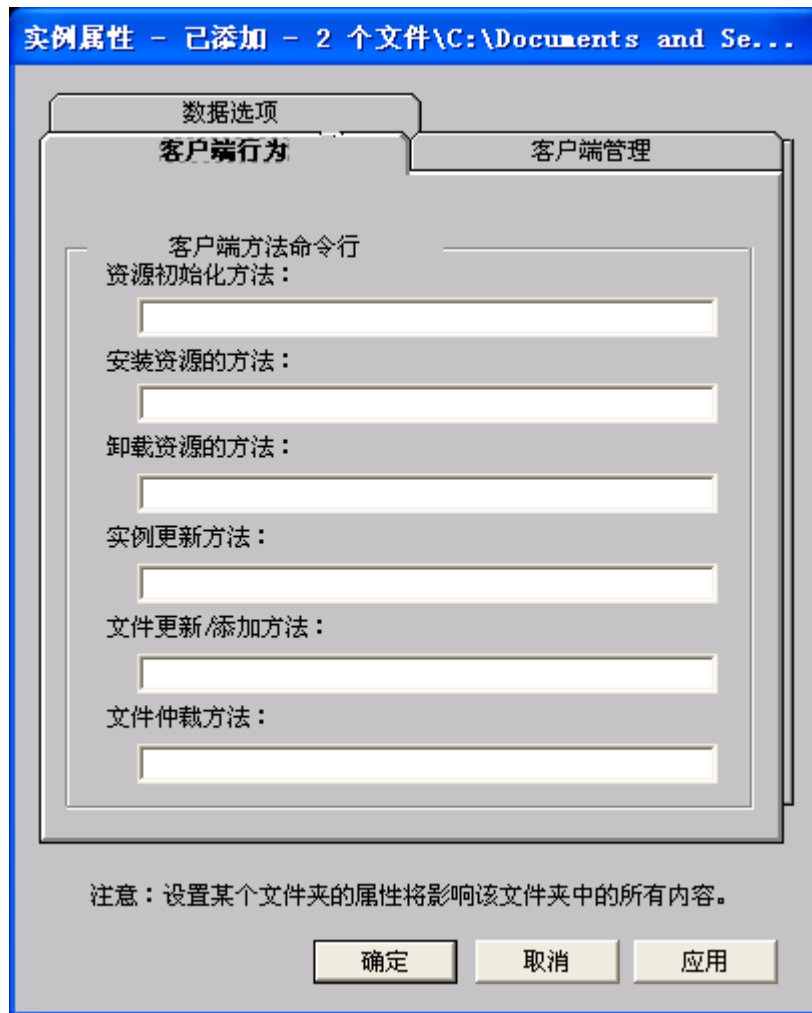 实例属性 - 已添加 - 2 个文件\C:\Documents and Se...
数据选项
客户端行为
客户端管理
客户端方法命令行
资源初始化方法：
安装资源的方法：
卸载资源的方法：
实例更新方法：
文件更新/添加方法：
文件仲裁方法：
注意：设置某个文件夹的属性将影响该文件夹中的所有内容。
确定
取消
应用